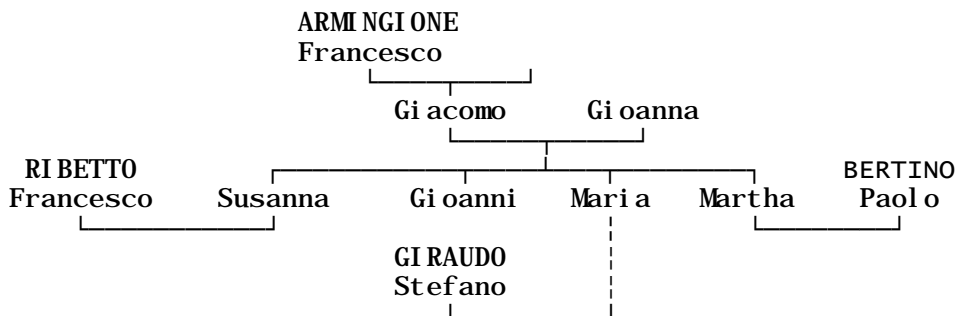 ARMINGIONE
Francesco
Giacomo Gioanna
RIBETTO BERTINO
Francesco Susanna Gioanni Maria Martha Paolo
GIRAUDO
Stefano